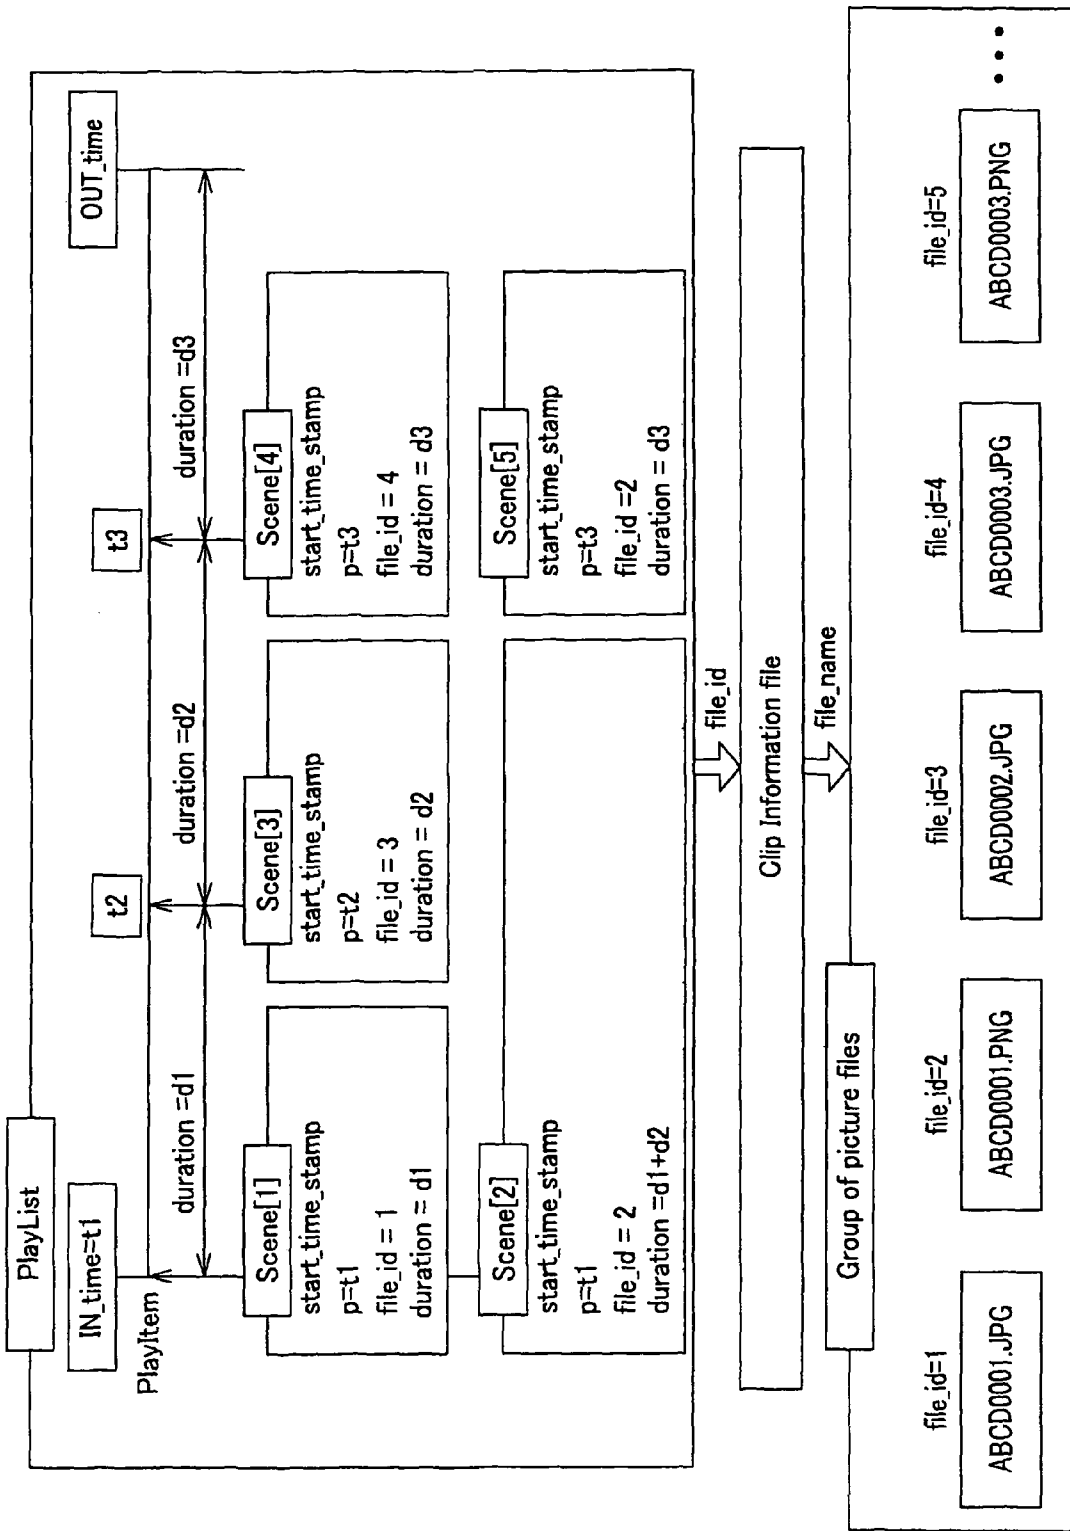 PlayList
IN_time=t1
t2
t3
OUT_time
PlayItem
duration =d1
duration =d2
duration =d3
Scene[1]
start_time_stamp
p=t1
file_id = 1
duration = d1
Scene[3]
start_time_stamp
p=t2
file_id = 3
duration = d2
Scene[4]
start_time_stamp
p=t3
file_id = 4
duration = d3
Scene[2]
start_time_stamp
p=t1
file_id = 2
duration =d1+d2
Scene[5]
start_time_stamp
p=t3
file_id =2
duration = d3
file_id
Clip Information file
file_name
Group of picture files
file_id=1
ABCD0001.JPG
file_id=2
ABCD0001.PNG
file_id=3
ABCD0002.JPG
file_id=4
ABCD0003.JPG
file_id=5
ABCD0003.PNG
• • •